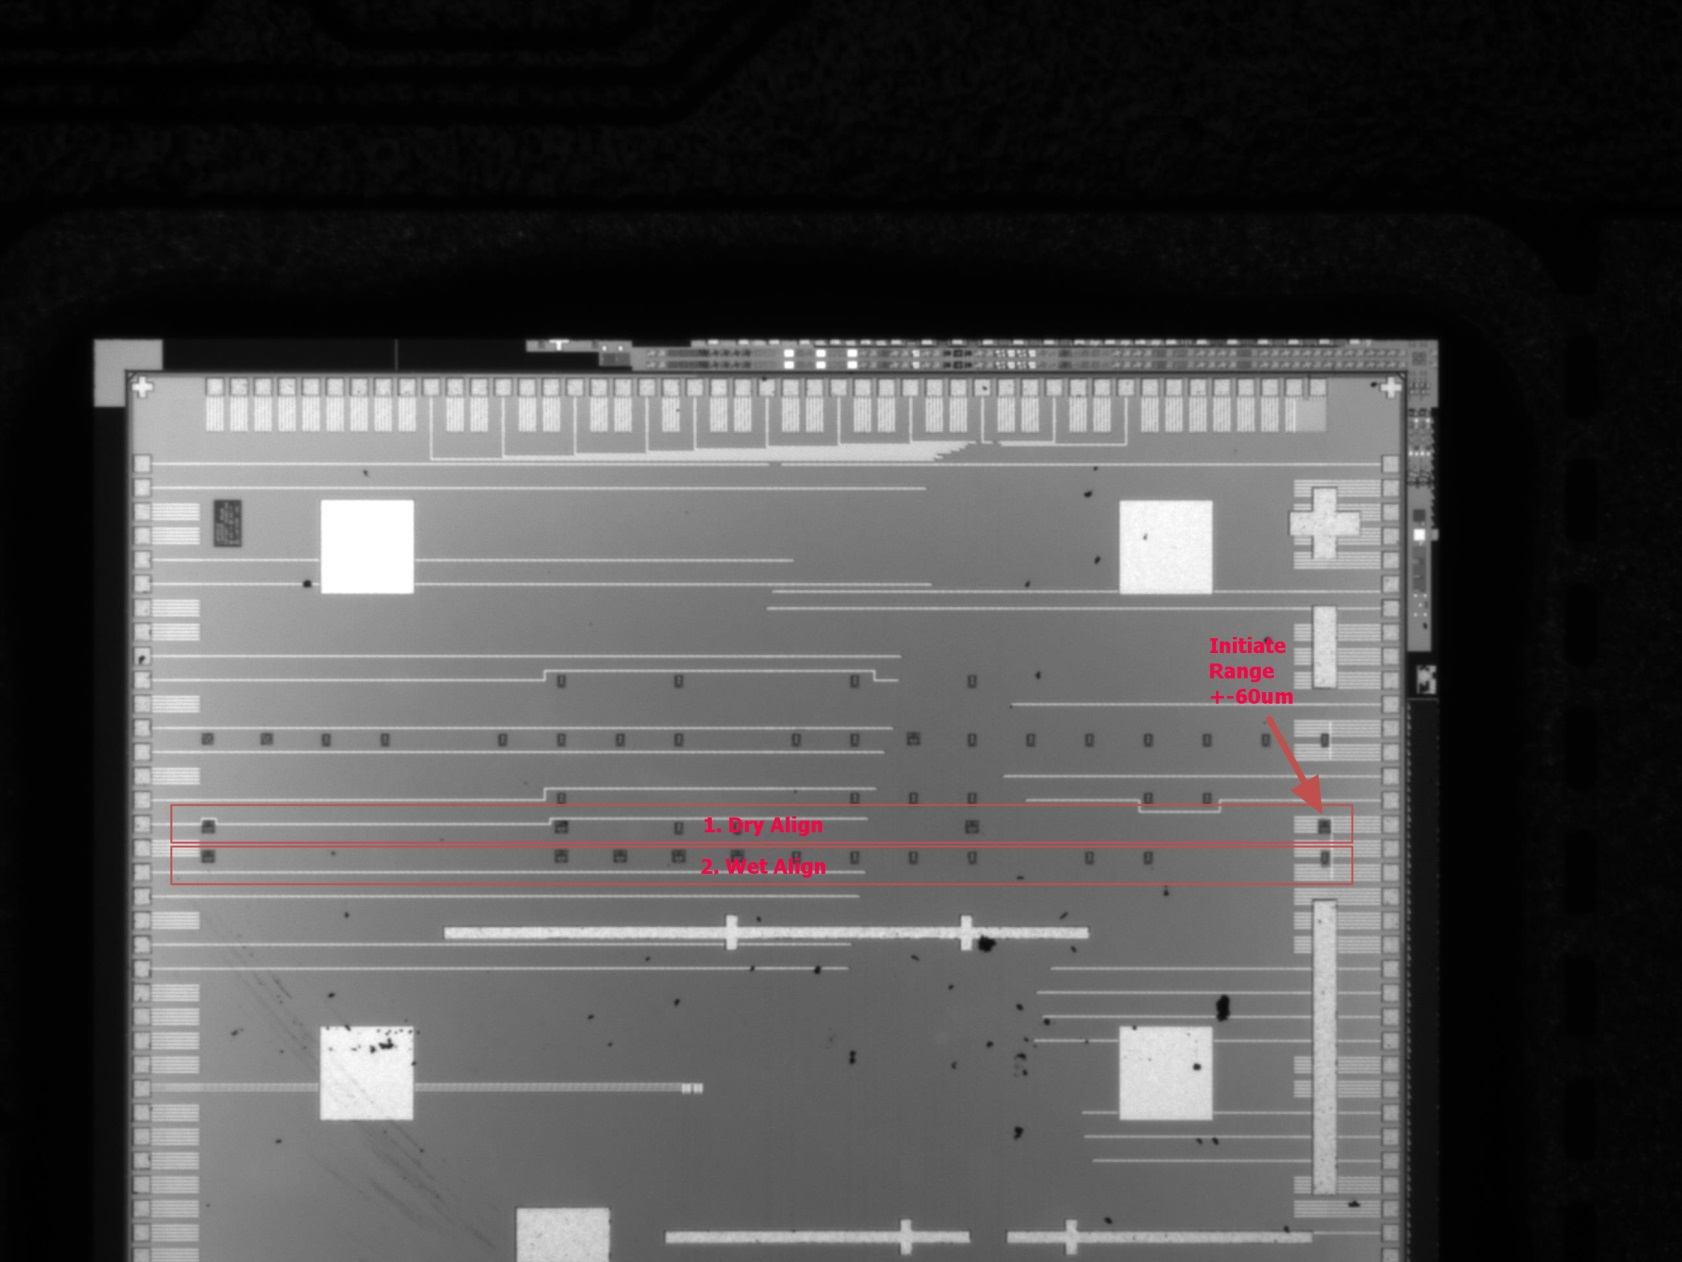 Initiate
Range
+-60um
1. Dry Align
2. Wet Align